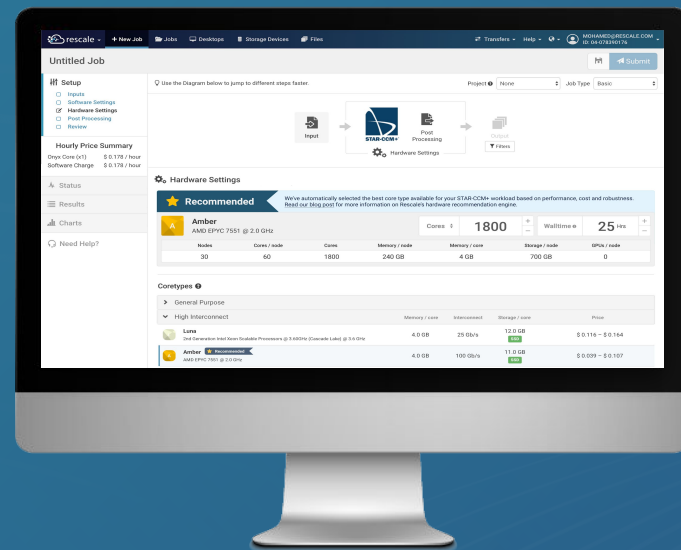 rescale
+ New Job
Jobs
Desktops
Storage Devices
Files
Transfers
Help
MOHAMED@RESCALE.COM
ID: 04-078390176
Untitled Job
Submit
Setup
Inputs
Software Settings
Hardware Settings
Post Processing
Review
Hourly Price Summary
Onyx Core (x1) $ 0.178 / hour
Software Charge $ 0.178 / hour
Status
Results
Charts
Need Help?
Use the Diagram below to jump to different steps faster.
Project None
Job Type Basic
Input
STAR-CCM+
Post
Processing
Hardware Settings
Output
Filters
Hardware Settings
Recommended
We've automatically selected the best core type available for your STAR-CCM+ workload based on performance, cost and robustness.
Read our blog post for more information on Rescale's hardware recommendation engine.
A
Amber
AMD EPYC 7551 @ 2.0 GHz
Cores 1800 + −
Walltime 25 Hrs + −
Nodes Cores / node Cores Memory / node Memory / core Storage / node GPUs / node
30 60 1800 240 GB 4 GB 700 GB 0
Coretypes
General Purpose
High Interconnect Memory / core Interconnect Storage / core Price
Luna
2nd Generation Intel Xeon Scalable Processors @ 3.60GHz (Cascade Lake) @ 3.6 GHz
4.0 GB 25 Gb/s 12.0 GB $ 0.116 – $ 0.164
SSD
Amber Recommended
AMD EPYC 7551 @ 2.0 GHz
4.0 GB 100 Gb/s 11.0 GB $ 0.039 – $ 0.107
SSD